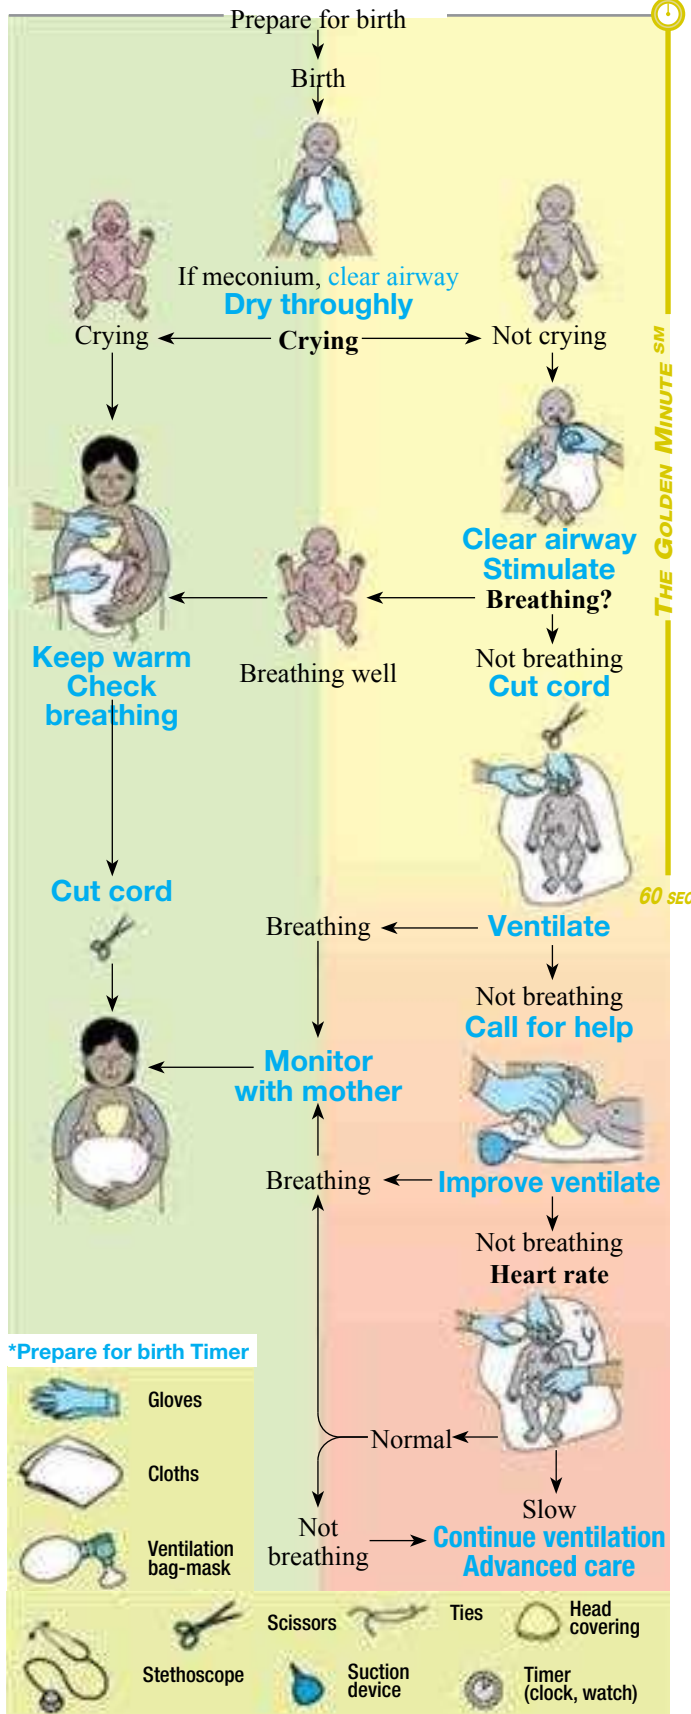 Prepare for birth
Birth
If meconium, clear airway
Dry throughly
Crying
Crying
Not crying
THE GOLDEN MINUTE SM
Clear airway
Stimulate
Breathing?
Breathing well
Not breathing
Cut cord
Keep warm
Check
breathing
Cut cord
60 SEC
Breathing
Ventilate
Not breathing
Call for help
Monitor
with mother
Breathing
Improve ventilate
Not breathing
Heart rate
Normal
Slow
Not
breathing
Continue ventilation
Advanced care
*Prepare for birth Timer
Gloves
Cloths
Ventilation
bag-mask
Stethoscope
Scissors
Ties
Head
covering
Suction
device
Timer
(clock, watch)